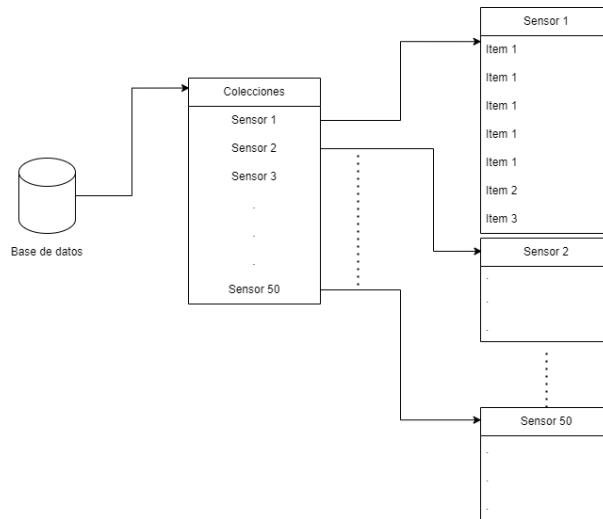 Base de datos
Colecciones
Sensor 1
Sensor 2
Sensor 3
.
.
.
Sensor 50
Sensor 1
Item 1
Item 1
Item 1
Item 1
Item 1
Item 2
Item 3
Sensor 2
.
.
.
Sensor 50
.
.
.